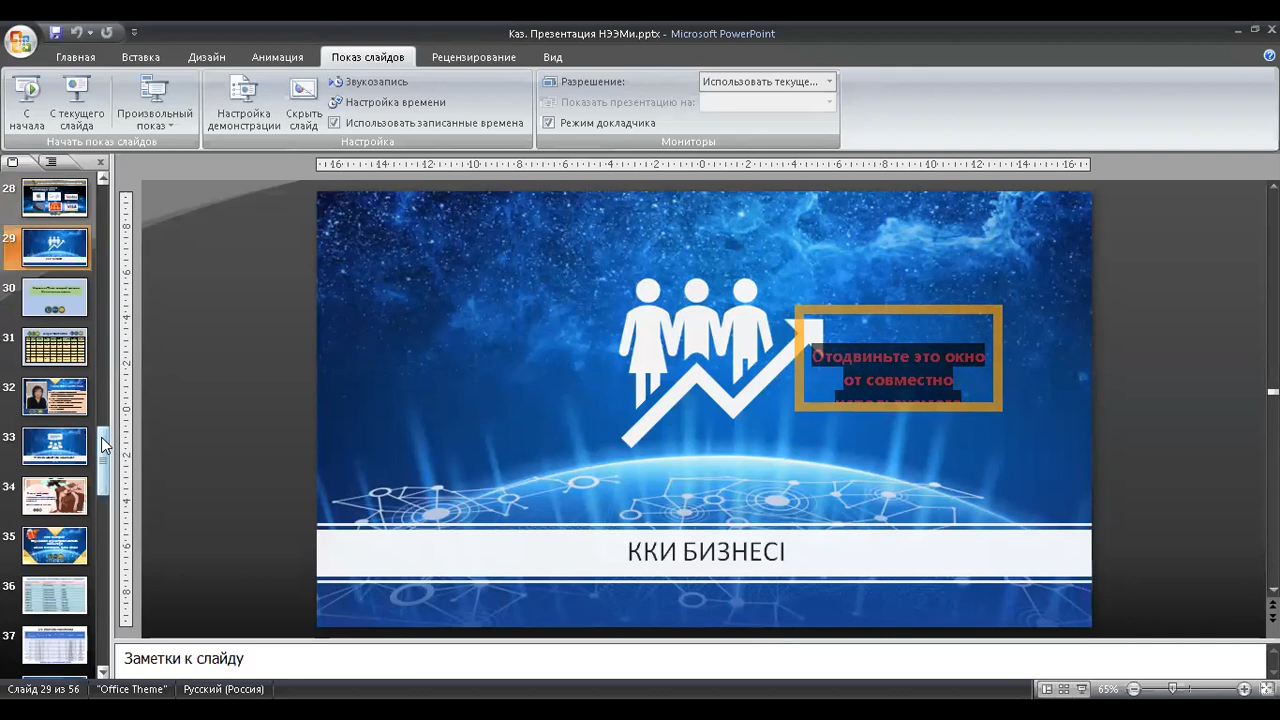 Каз. Презентация НЭЭМи.pptx - Microsoft PowerPoint
Главная Вставка Дизайн Анимация Показ слайдов Рецензирование Вид
С начала
С текущего слайда
Произвольный показ
Начать показ слайдов
Настройка демонстрации
Скрыть слайд
Звукозапись
Настройка времени
Использовать записанные времена
Настройка
Разрешение: Использовать текуще...
Показать презентацию на:
Режим докладчика
Мониторы
28
29
30
31
32
33
34
35
36
37
Отодвиньте это окно
от совместно
используемого
ККИ БИЗНЕСІ
Заметки к слайду
Слайд 29 из 56 "Office Theme" Русский (Россия) 65%